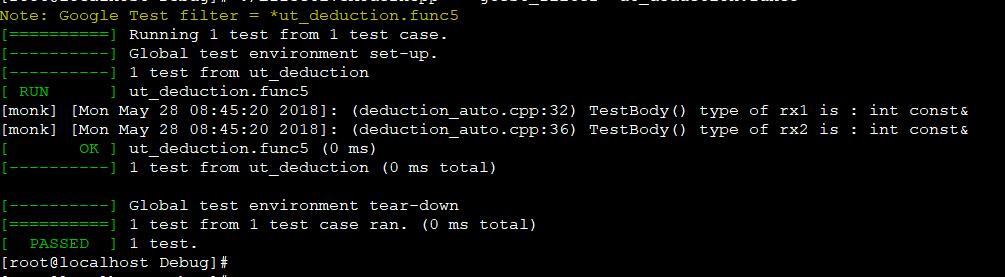 Note: Google Test filter = *ut_deduction.func5
[==========] Running 1 test from 1 test case.
[----------] Global test environment set-up.
[----------] 1 test from ut_deduction
[ RUN      ] ut_deduction.func5
[monk] [Mon May 28 08:45:20 2018]: (deduction_auto.cpp:32) TestBody() type of rx1 is : int const&
[monk] [Mon May 28 08:45:20 2018]: (deduction_auto.cpp:36) TestBody() type of rx2 is : int const&
[       OK ] ut_deduction.func5 (0 ms)
[----------] 1 test from ut_deduction (0 ms total)

[----------] Global test environment tear-down
[==========] 1 test from 1 test case ran. (0 ms total)
[  PASSED  ] 1 test.
[root@localhost Debug]#